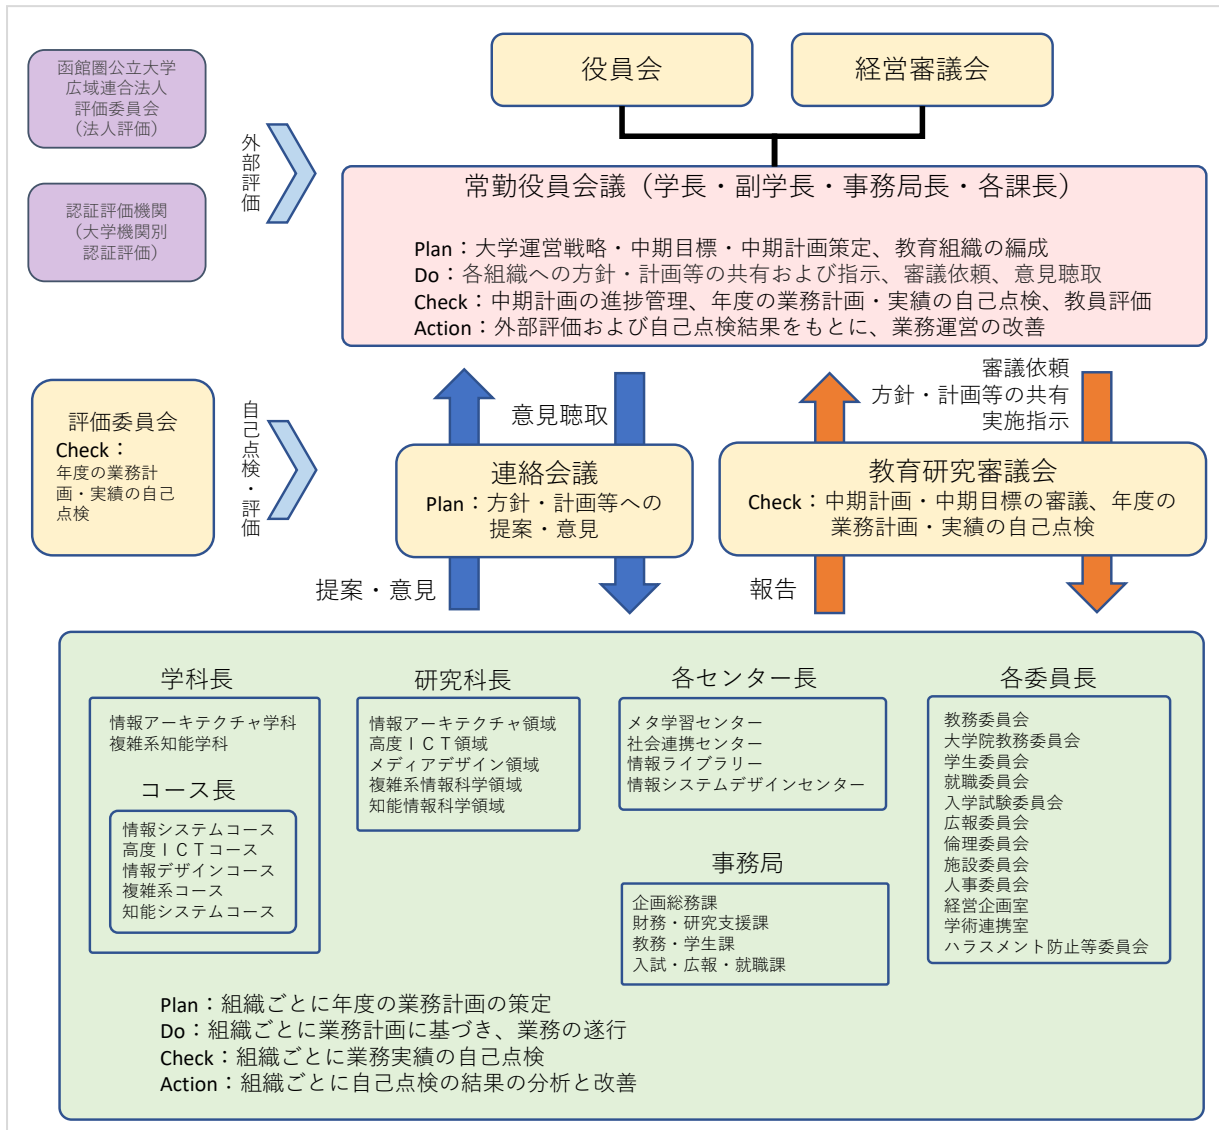 函館圏公立大学
広域連合法人
評価委員会
（法人評価）
認証評価機関
（大学機関別
認証評価）
外部評価
役員会
経営審議会
常勤役員会議（学長・副学長・事務局長・各課長）
Plan：大学運営戦略・中期目標・中期計画策定、教育組織の編成
Do：各組織への方針・計画等の共有および指示、審議依頼、意見聴取
Check：中期計画の進捗管理、年度の業務計画・実績の自己点検、教員評価
Action：外部評価および自己点検結果をもとに、業務運営の改善
評価委員会
Check：
年度の業務計
画・実績の自己
点検
自己点検・評価
意見聴取
審議依頼
方針・計画等の共有
実施指示
連絡会議
Plan：方針・計画等への
提案・意見
教育研究審議会
Check：中期計画・中期目標の審議、年度の
業務計画・実績の自己点検
提案・意見
報告
学科長
情報アーキテクチャ学科
複雑系知能学科
コース長
情報システムコース
高度ＩＣＴコース
情報デザインコース
複雑系コース
知能システムコース
研究科長
情報アーキテクチャ領域
高度ＩＣＴ領域
メディアデザイン領域
複雑系情報科学領域
知能情報科学領域
各センター長
メタ学習センター
社会連携センター
情報ライブラリー
情報システムデザインセンター
事務局
企画総務課
財務・研究支援課
教務・学生課
入試・広報・就職課
各委員長
教務委員会
大学院教務委員会
学生委員会
就職委員会
入学試験委員会
広報委員会
倫理委員会
施設委員会
人事委員会
経営企画室
学術連携室
ハラスメント防止等委員会
Plan：組織ごとに年度の業務計画の策定
Do：組織ごとに業務計画に基づき、業務の遂行
Check：組織ごとに業務実績の自己点検
Action：組織ごとに自己点検の結果の分析と改善